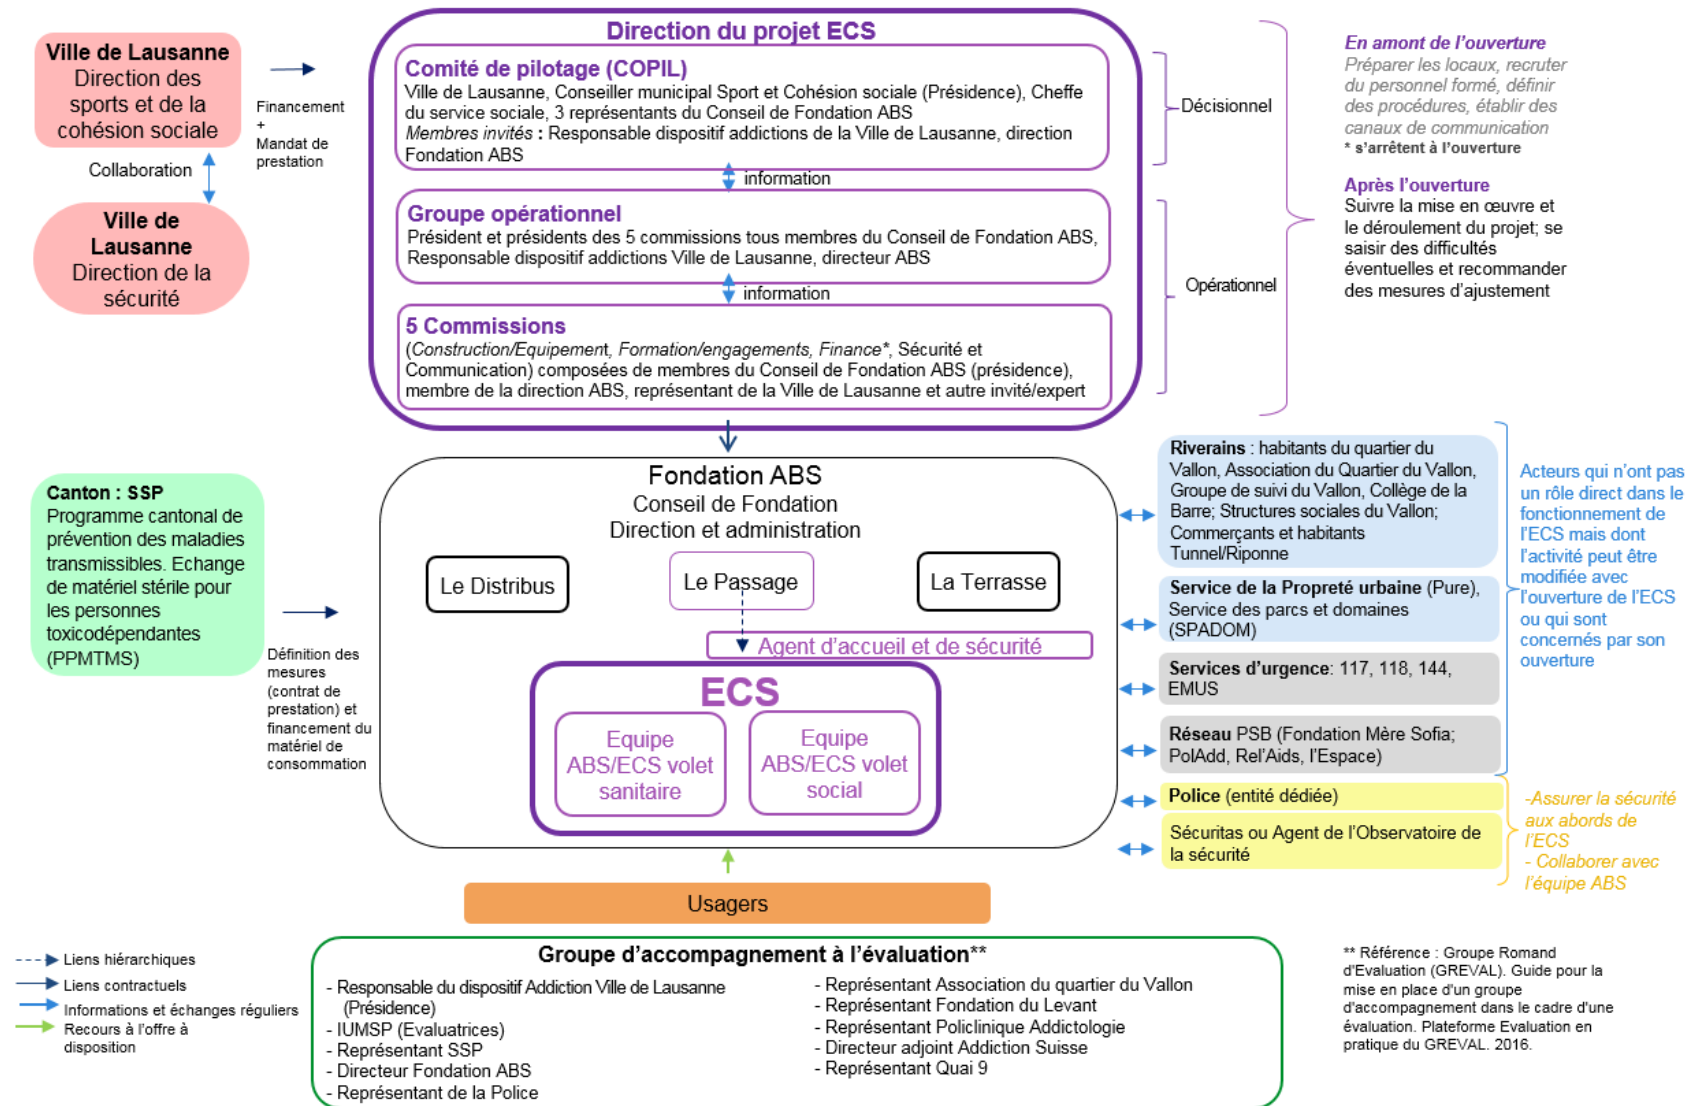 Direction du projet ECS
Ville de Lausanne
Direction des
sports et de la
cohésion sociale
Financement
+
Mandat de
prestation
Collaboration
Ville de
Lausanne
Direction de la
sécurité
Comité de pilotage (COPIL)
Ville de Lausanne, Conseiller municipal Sport et Cohésion sociale (Présidence), Cheffe
du service sociale, 3 représentants du Conseil de Fondation ABS
Membres invités : Responsable dispositif addictions de la Ville de Lausanne, direction
Fondation ABS
information
Groupe opérationnel
Président et présidents des 5 commissions tous membres du Conseil de Fondation ABS,
Responsable dispositif addictions Ville de Lausanne, directeur ABS
information
5 Commissions
(Construction/Equipement, Formation/engagements, Finance*, Sécurité et
Communication) composées de membres du Conseil de Fondation ABS (présidence),
membre de la direction ABS, représentant de la Ville de Lausanne et autre invité/expert
Décisionnel
Opérationnel
En amont de l'ouverture
Préparer les locaux, recruter
du personnel formé, définir
des procédures, établir des
canaux de communication
* s'arrêtent à l'ouverture
Après l'ouverture
Suivre la mise en œuvre et
le déroulement du projet; se
saisir des difficultés
éventuelles et recommander
des mesures d'ajustement
Canton : SSP
Programme cantonal de
prévention des maladies
transmissibles. Echange
de matériel stérile pour
les personnes
toxicodépendantes
(PPMTMS)
Définition des
mesures
(contrat de
prestation) et
financement du
matériel de
consommation
Fondation ABS
Conseil de Fondation
Direction et administration
Le Distribus
Le Passage
La Terrasse
Agent d'accueil et de sécurité
ECS
Equipe
ABS/ECS volet
sanitaire
Equipe
ABS/ECS volet
social
Usagers
Riverains : habitants du quartier du
Vallon, Association du Quartier du Vallon,
Groupe de suivi du Vallon, Collège de la
Barre; Structures sociales du Vallon;
Commerçants et habitants
Tunnel/Riponne
Service de la Propreté urbaine (Pure),
Service des parcs et domaines
(SPADOM)
Services d'urgence: 117, 118, 144,
EMUS
Réseau PSB (Fondation Mère Sofia;
PolAdd, Rel'Aids, l'Espace)
Police (entité dédiée)
Sécuritas ou Agent de l'Observatoire de
la sécurité
Acteurs qui n'ont pas
un rôle direct dans le
fonctionnement de
l'ECS mais dont
l'activité peut être
modifiée avec
l'ouverture de l'ECS
ou qui sont
concernés par son
ouverture
-Assurer la sécurité
aux abords de
l'ECS
- Collaborer avec
l'équipe ABS
Liens hiérarchiques
Liens contractuels
Informations et échanges réguliers
Recours à l'offre à
disposition
Groupe d'accompagnement à l'évaluation**
- Responsable du dispositif Addiction Ville de Lausanne
(Présidence)
- IUMSP (Evaluatrices)
- Représentant SSP
- Directeur Fondation ABS
- Représentant de la Police
- Représentant Association du quartier du Vallon
- Représentant Fondation du Levant
- Représentant Policlinique Addictologie
- Directeur adjoint Addiction Suisse
- Représentant Quai 9
** Référence : Groupe Romand
d'Evaluation (GREVAL). Guide pour la
mise en place d'un groupe
d'accompagnement dans le cadre d'une
évaluation. Plateforme Evaluation en
pratique du GREVAL. 2016.